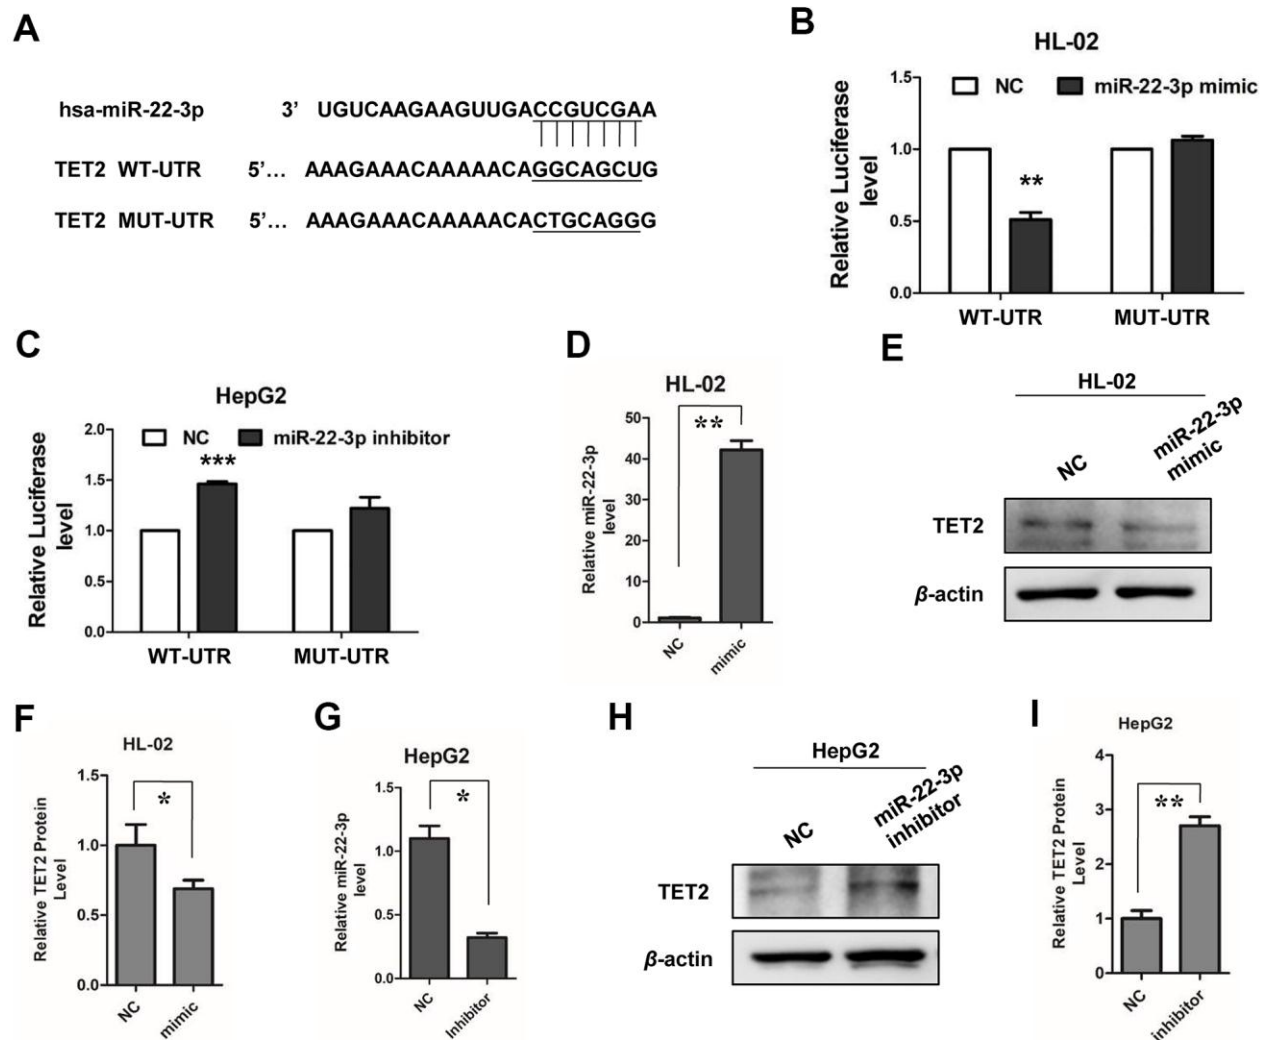 A
hsa-miR-22-3p 3’ UGUCAAGAAGUUGACCGUCGAA
TET2 WT-UTR 5’... AAAGAAACAAAAACAGGCAGCUG
TET2 MUT-UTR 5’... AAAGAAACAAAAACACTGCAGGG
B
HL-02
NC miR-22-3p mimic
Relative Luciferase
level
1.5
1.0
0.5
0.0
**
WT-UTR MUT-UTR
C
HepG2
NC miR-22-3p inhibitor
Relative Luciferase
level
2.0
1.5
1.0
0.5
0.0
***
WT-UTR MUT-UTR
D
HL-02
Relative miR-22-3p
level
50
40
30
20
10
0
**
NC mimic
E
HL-02
NC miR-22-3p
mimic
TET2
β-actin
F
HL-02
Relative TET2 Protein
Level
1.5
1.0
0.5
0.0
*
NC mimic
G
HepG2
Relative miR-22-3p
level
1.5
1.0
0.5
0.0
*
NC Inhibitor
H
HepG2
NC miR-22-3p
inhibitor
TET2
β-actin
I
HepG2
Relative TET2 Protein
Level
4
3
2
1
0
**
NC inhibitor